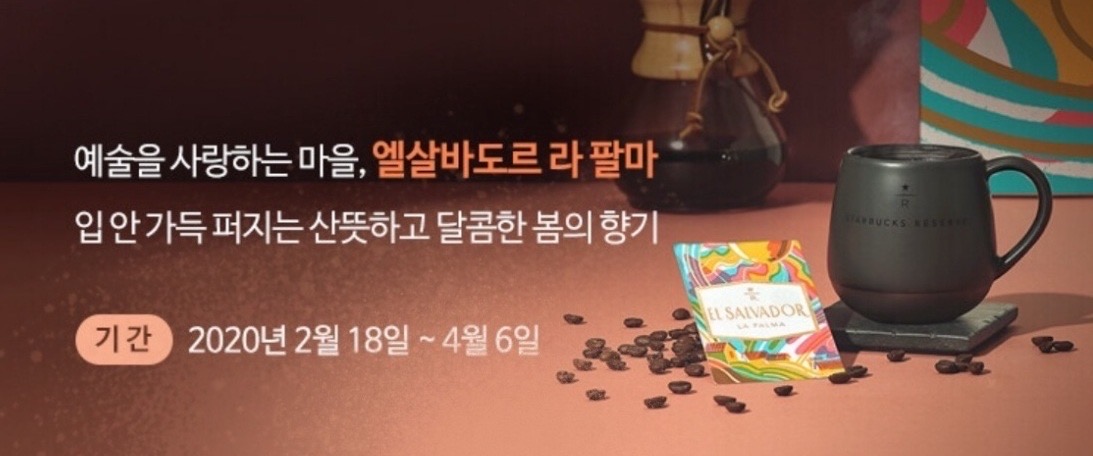 예술을 사랑하는 마을, 엘살바도르 라 팔마
입 안 가득 퍼지는 산뜻하고 달콤한 봄의 향기
기간 2020년 2월 18일 ~ 4월 6일
R
STARBUCKS RESERVE
EL SALVADOR
LA PALMA